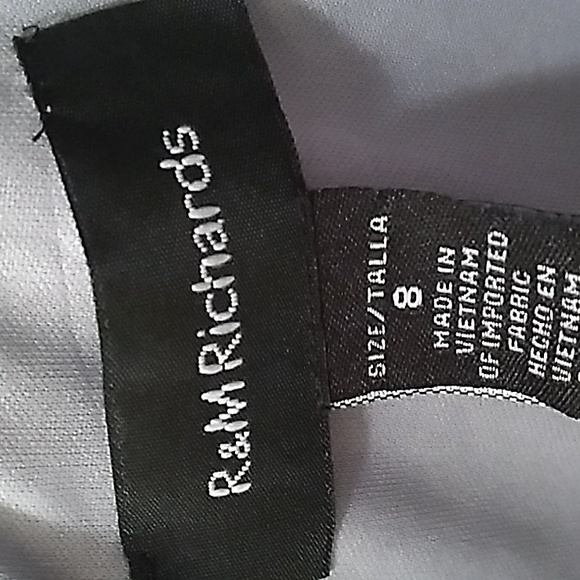 R&M Richards
SIZE/TALLA
8
MADE IN
VIETNAM
OF IMPORTED
FABRIC
HECHO EN
VIETNAM